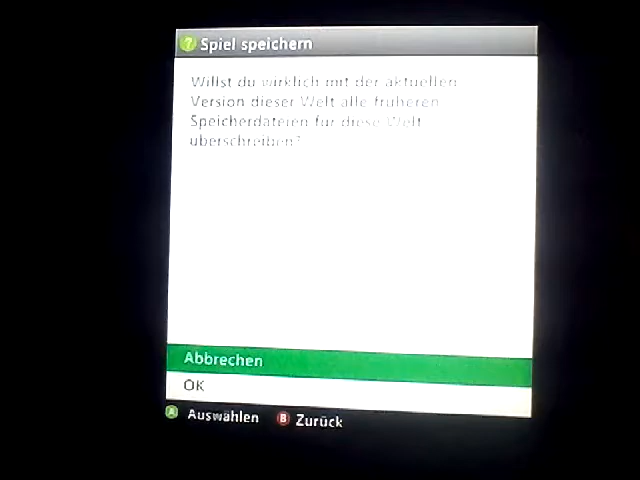 Spiel speichern
Willst du wirklich mit der aktuellen
Version dieser Welt alle früheren
Speicherdateien für diese Welt
überschreiben?
Abbrechen
OK
A Auswählen B Zurück